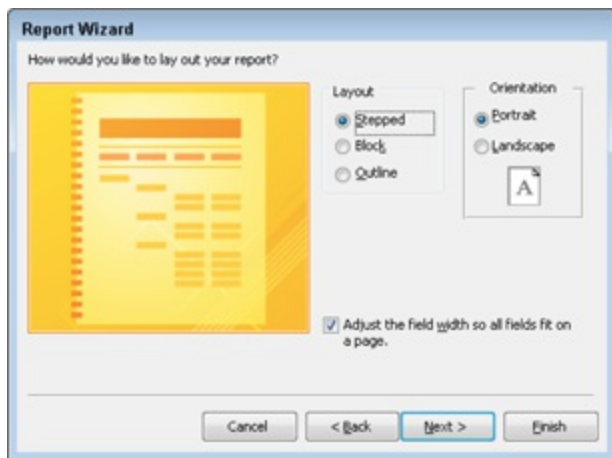 Report Wizard
How would you like to lay out your report?
Layout
Stepped
Block
Outline
Orientation
Portrait
Landscape
A
Adjust the field width so all fields fit on
a page.
Cancel
< Back
Next >
Finish